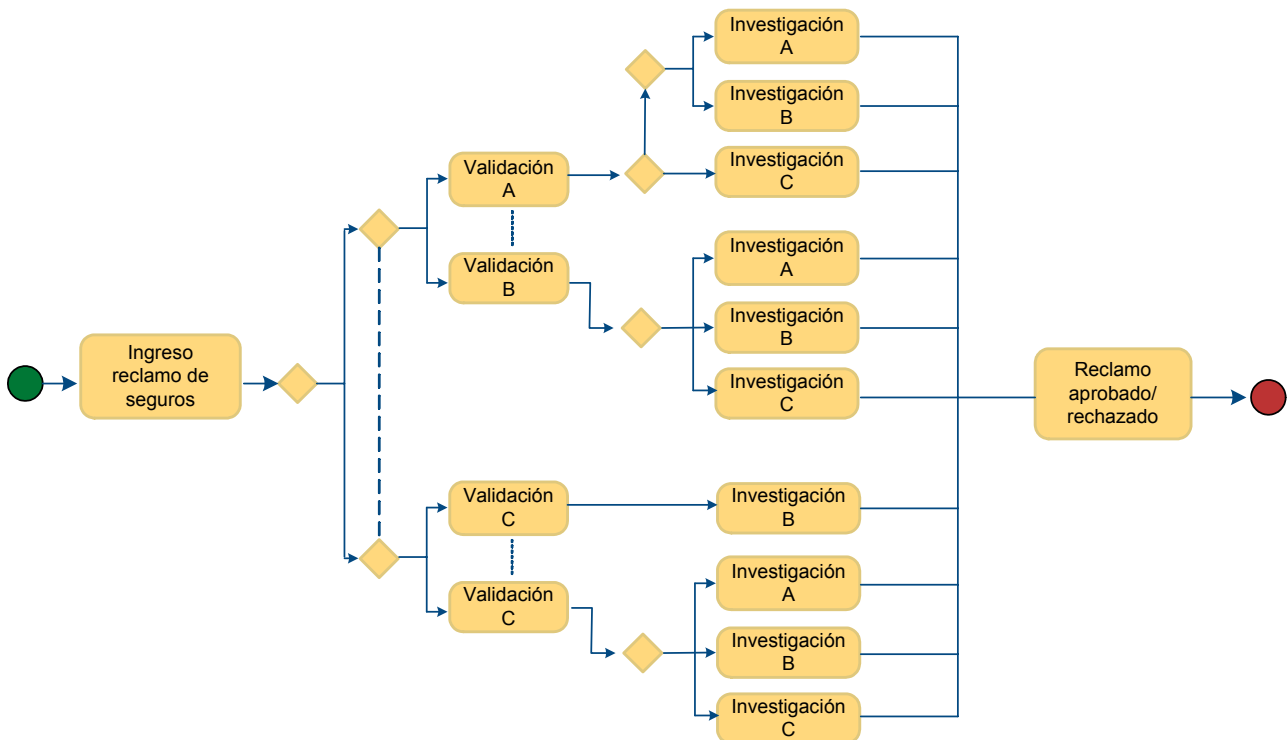 Ingreso
reclamo de
seguros
Validación
A
Validación
B
Validación
C
Validación
C
Investigación
A
Investigación
B
Investigación
C
Investigación
A
Investigación
B
Investigación
C
Investigación
B
Investigación
A
Investigación
B
Investigación
C
Reclamo
aprobado/
rechazado